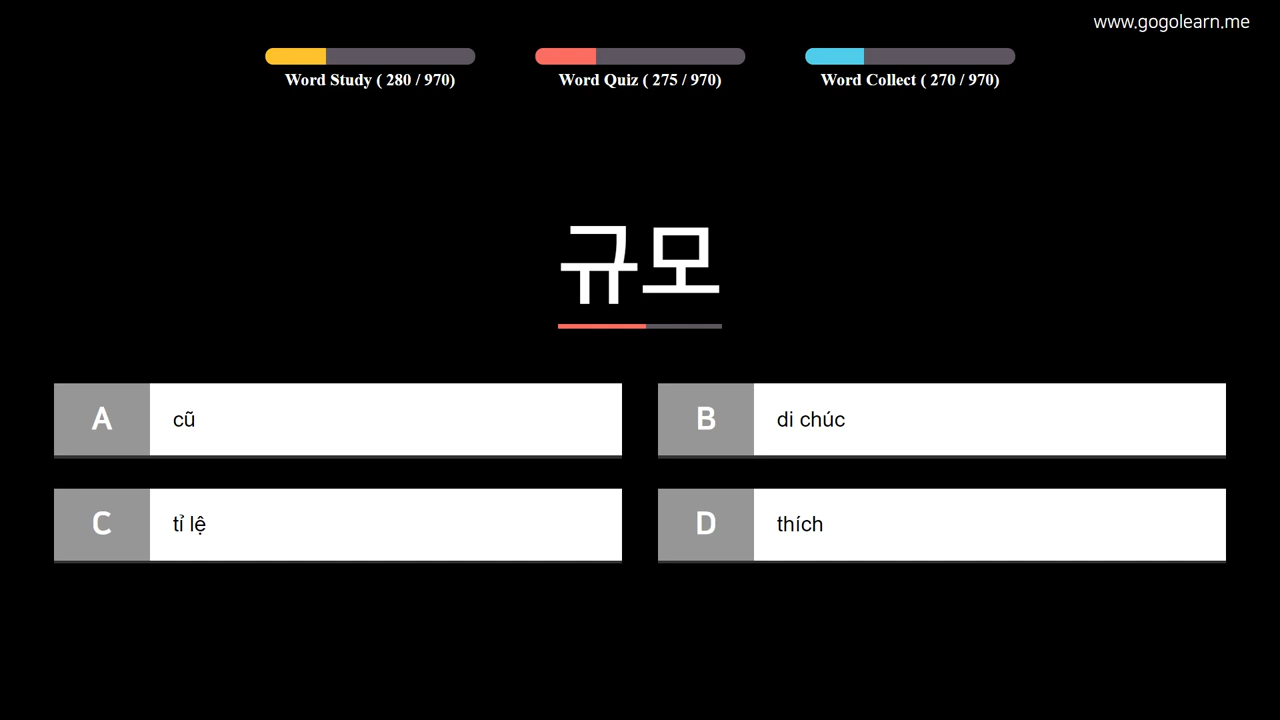 www.gogolearn.me
Word Study ( 280 / 970)
Word Quiz ( 275 / 970)
Word Collect ( 270 / 970)
규모
A cũ
B di chúc
C tỉ lệ
D thích